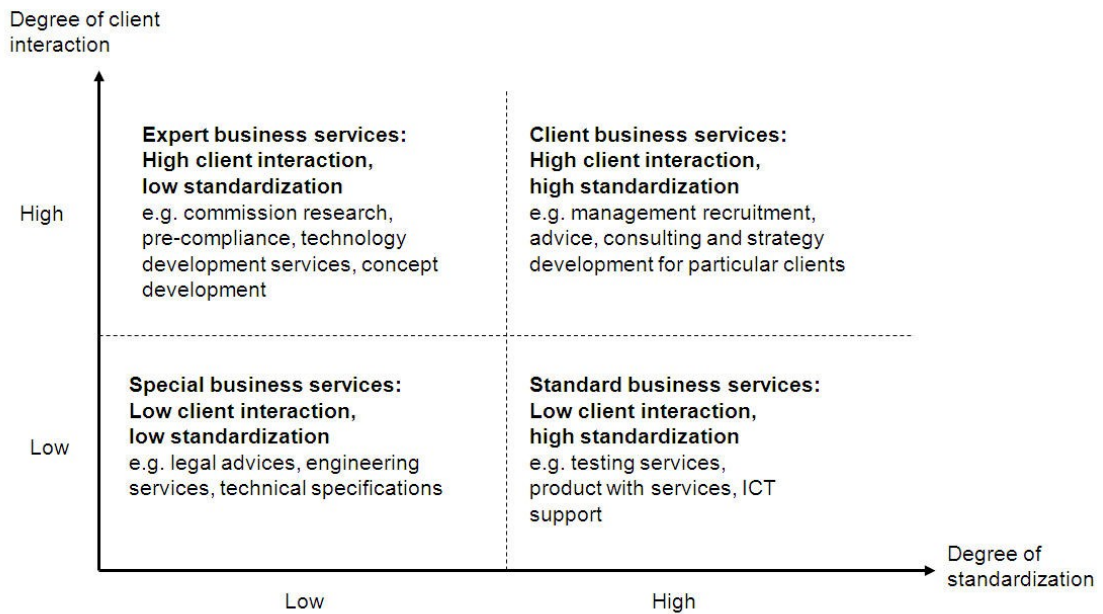 Degree of client
interaction
High
Expert business services:
High client interaction,
low standardization
e.g. commission research,
pre-compliance, technology
development services, concept
development
Client business services:
High client interaction,
high standardization
e.g. management recruitment,
advice, consulting and strategy
development for particular clients
Low
Special business services:
Low client interaction,
low standardization
e.g. legal advices, engineering
services, technical specifications
Standard business services:
Low client interaction,
high standardization
e.g. testing services,
product with services, ICT
support
Degree of
standardization
Low
High